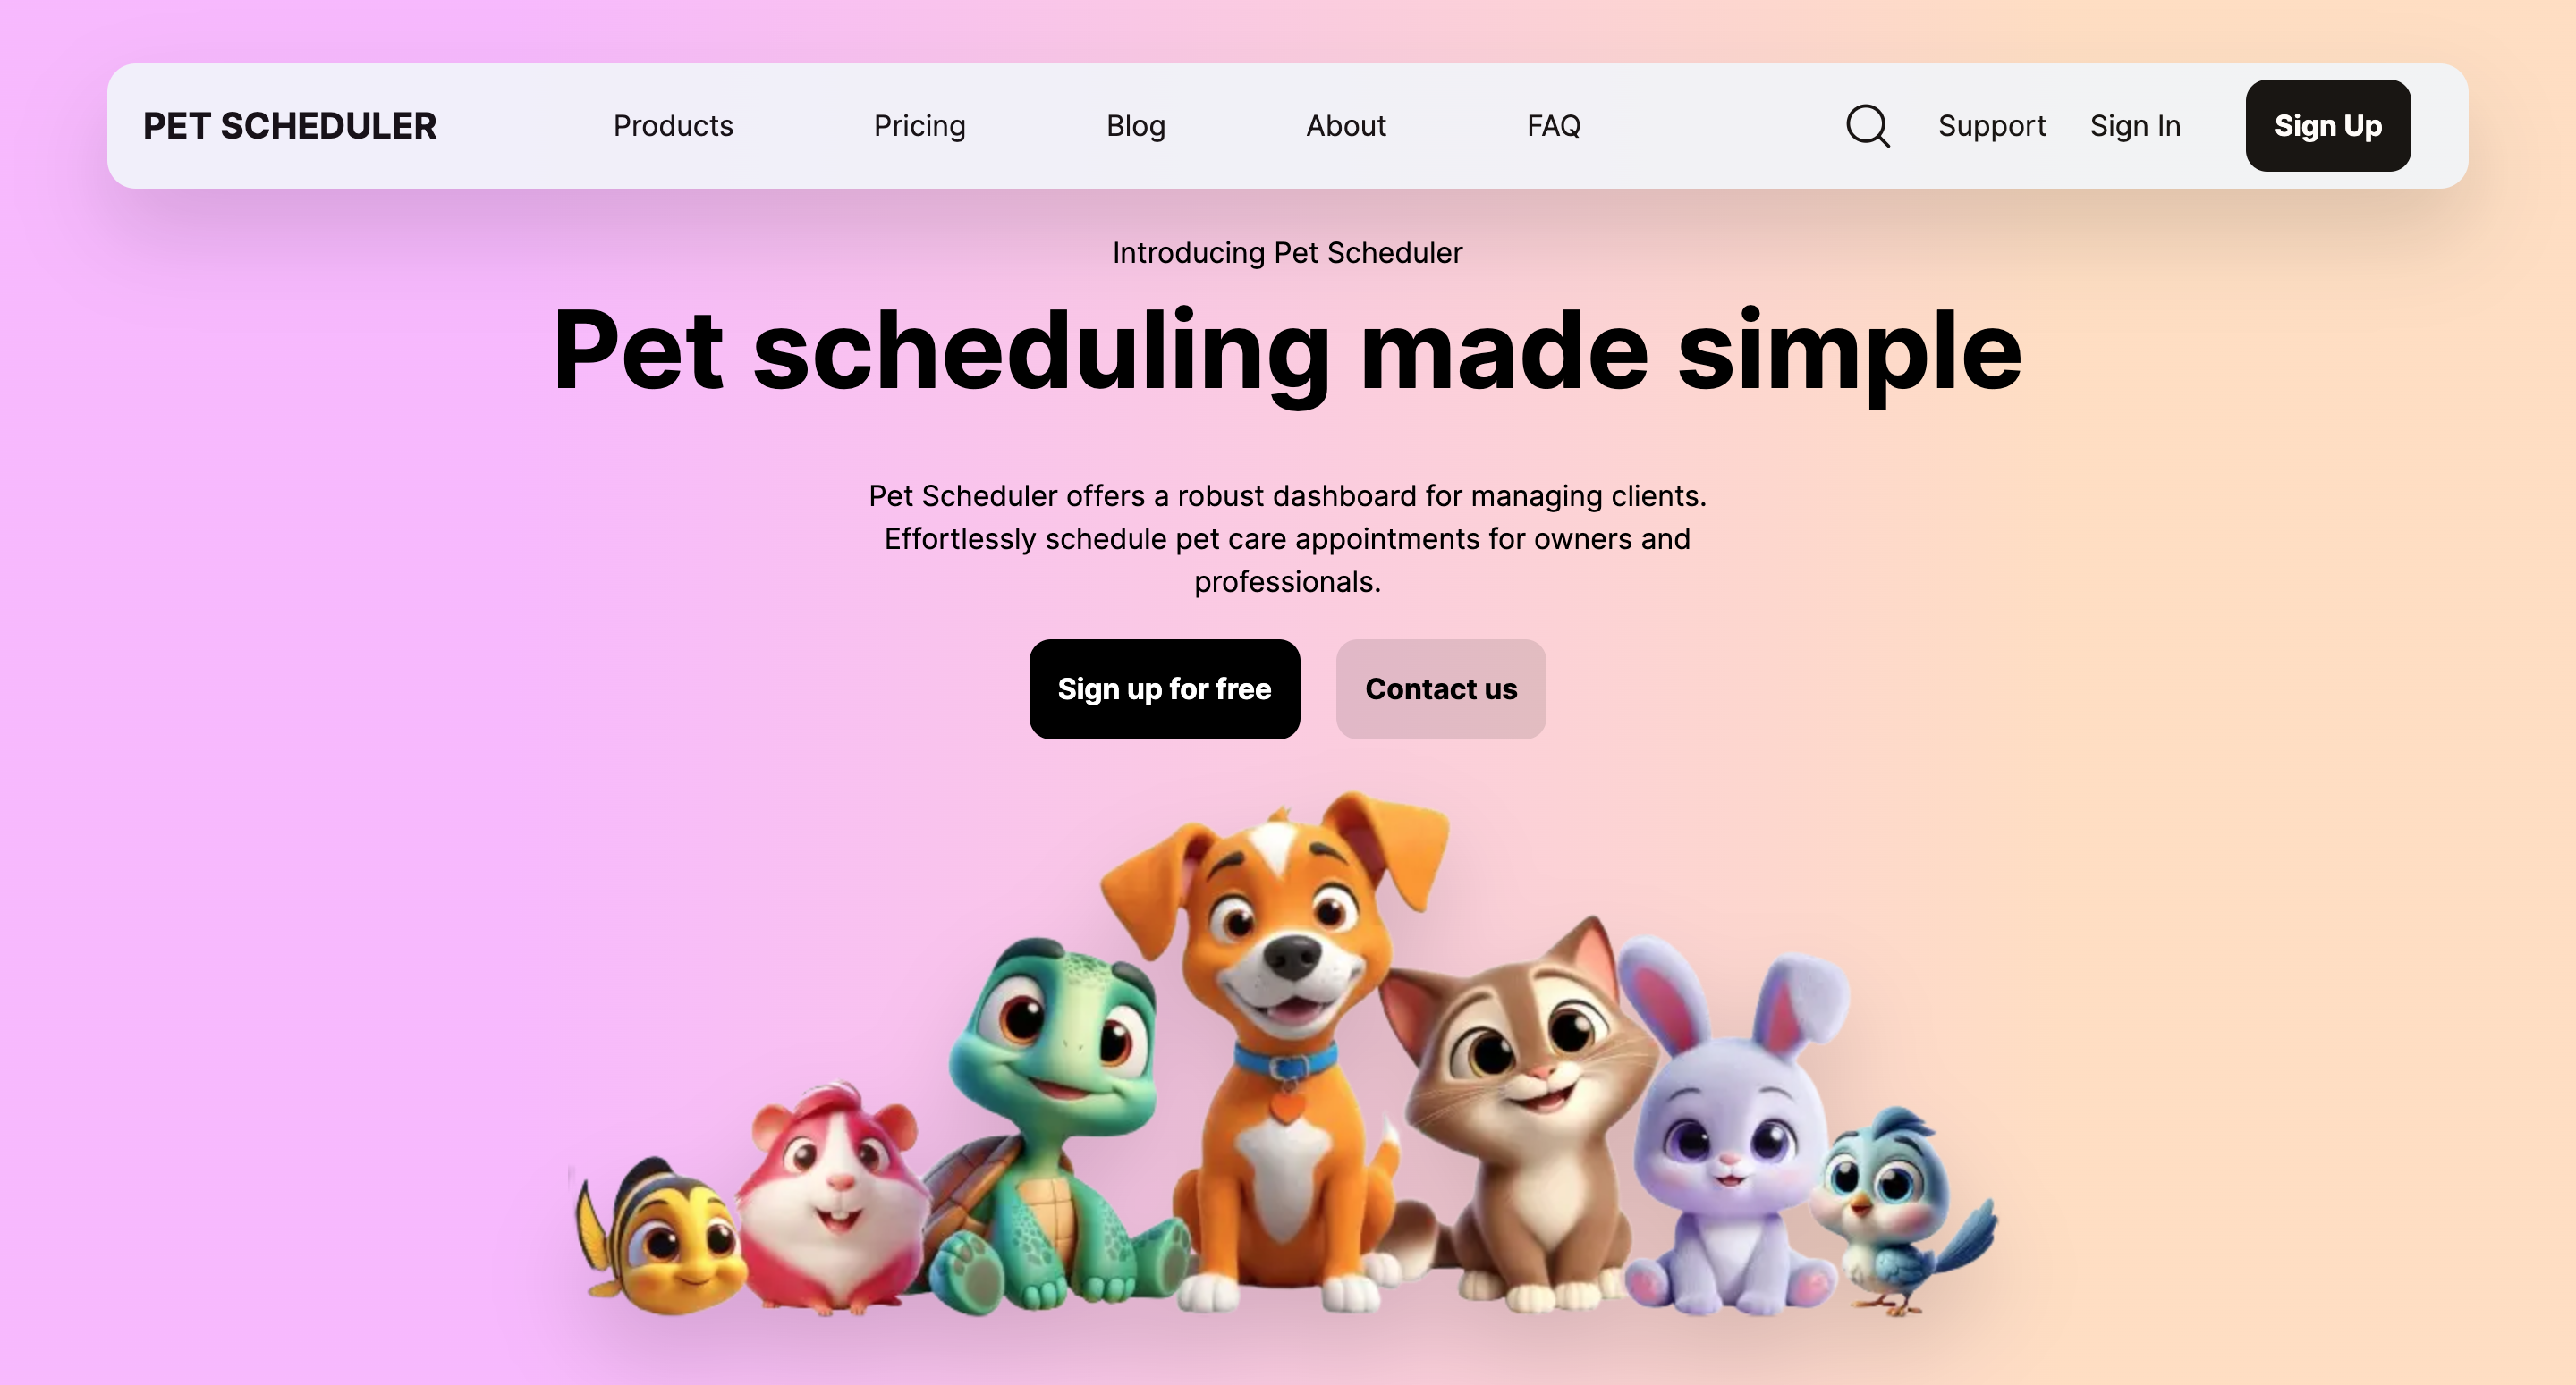 PET SCHEDULER
Products
Pricing
Blog
About
FAQ
Support
Sign In
Sign Up
Introducing Pet Scheduler
Pet scheduling made simple
Pet Scheduler offers a robust dashboard for managing clients.
Effortlessly schedule pet care appointments for owners and
professionals.
Sign up for free
Contact us